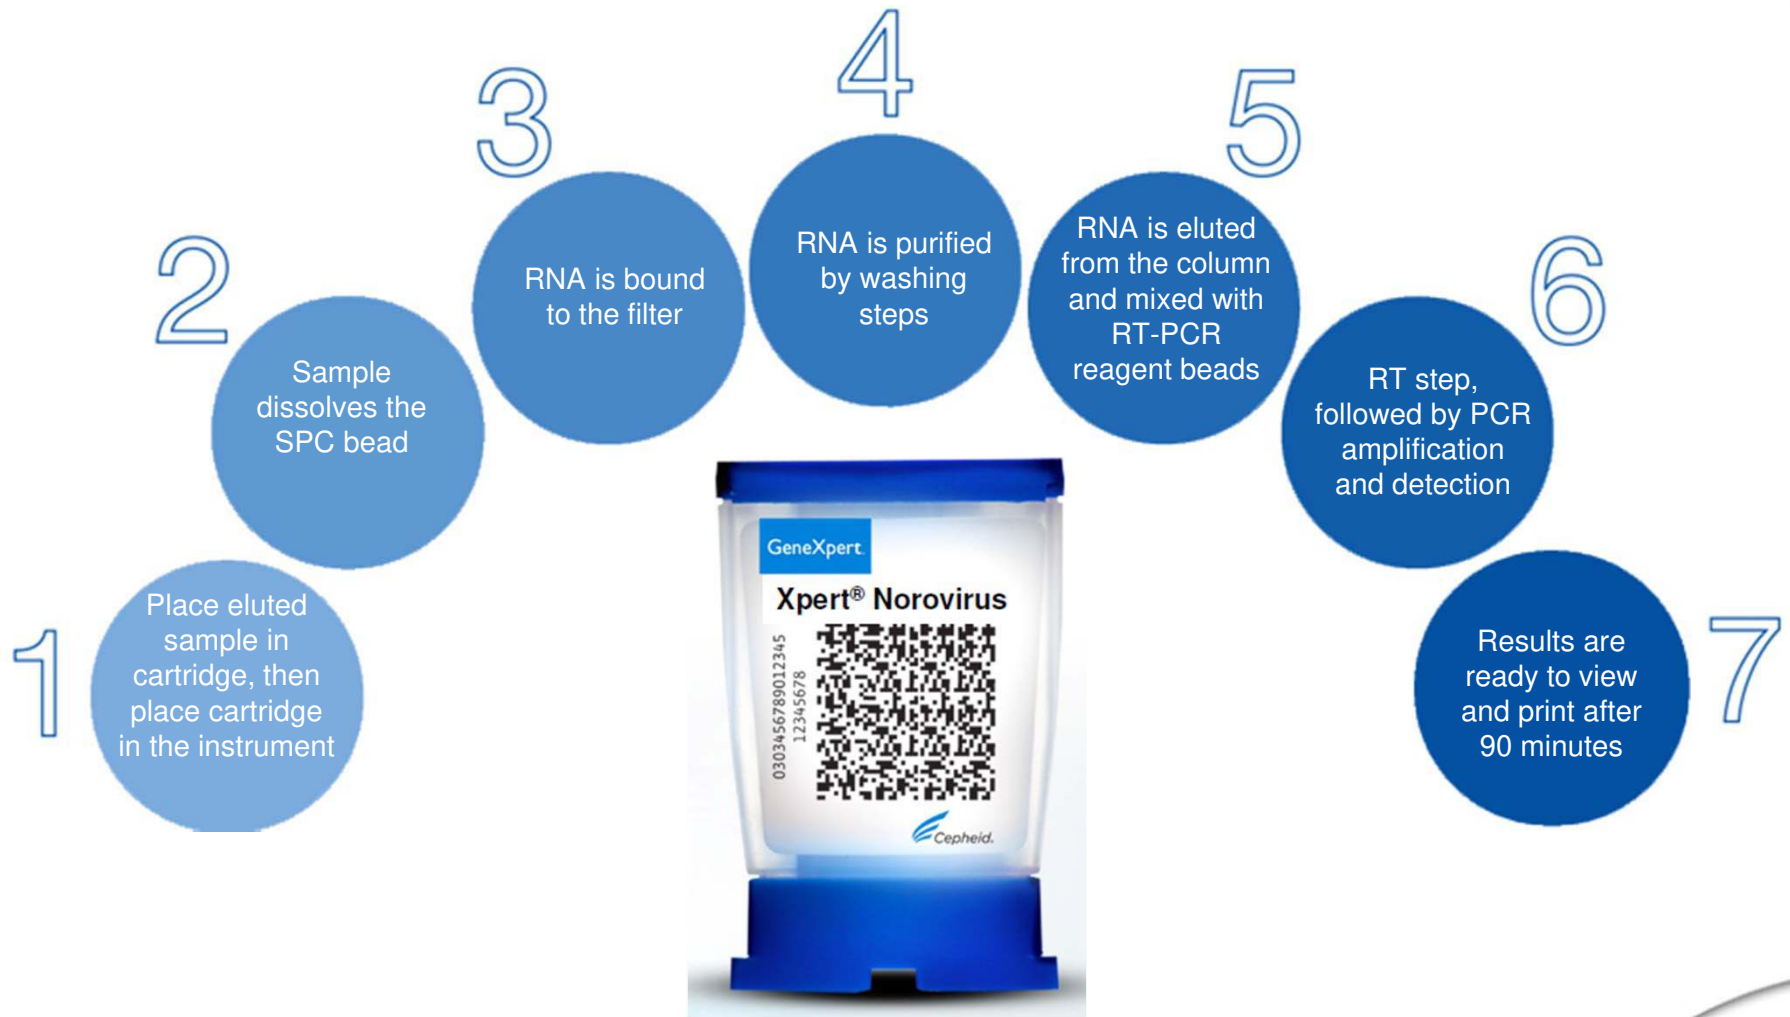 1
Place eluted
sample in
cartridge, then
place cartridge
in the instrument
2
Sample
dissolves the
SPC bead
3
RNA is bound
to the filter
4
RNA is purified
by washing
steps
5
RNA is eluted
from the column
and mixed with
RT-PCR
reagent beads
6
RT step,
followed by PCR
amplification
and detection
7
Results are
ready to view
and print after
90 minutes
GeneXpert.
Xpert® Norovirus
0303456789012345
12345678
Cepheid.